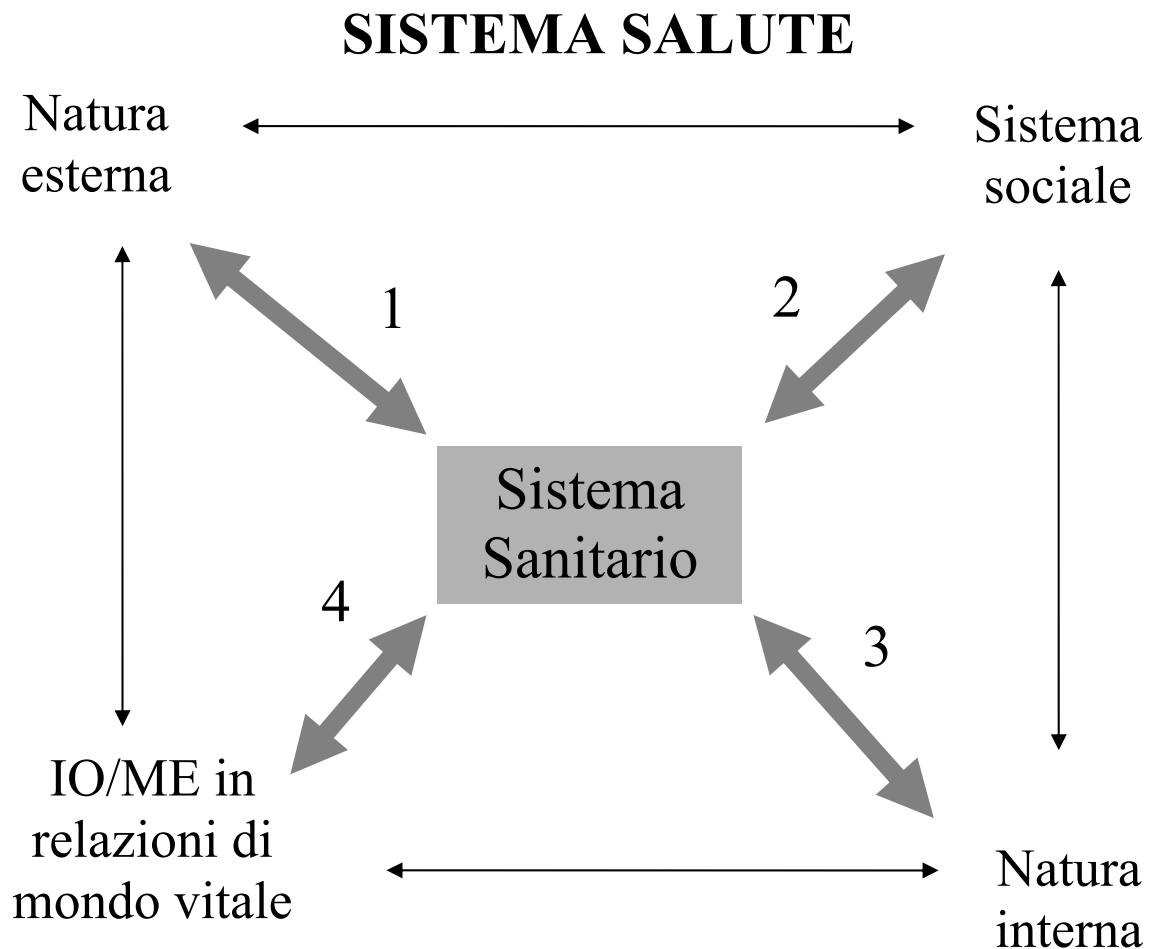 SISTEMA SALUTE
Natura
esterna
Sistema
sociale
1
2
Sistema
Sanitario
4
3
IO/ME in
relazioni di
mondo vitale
Natura
interna